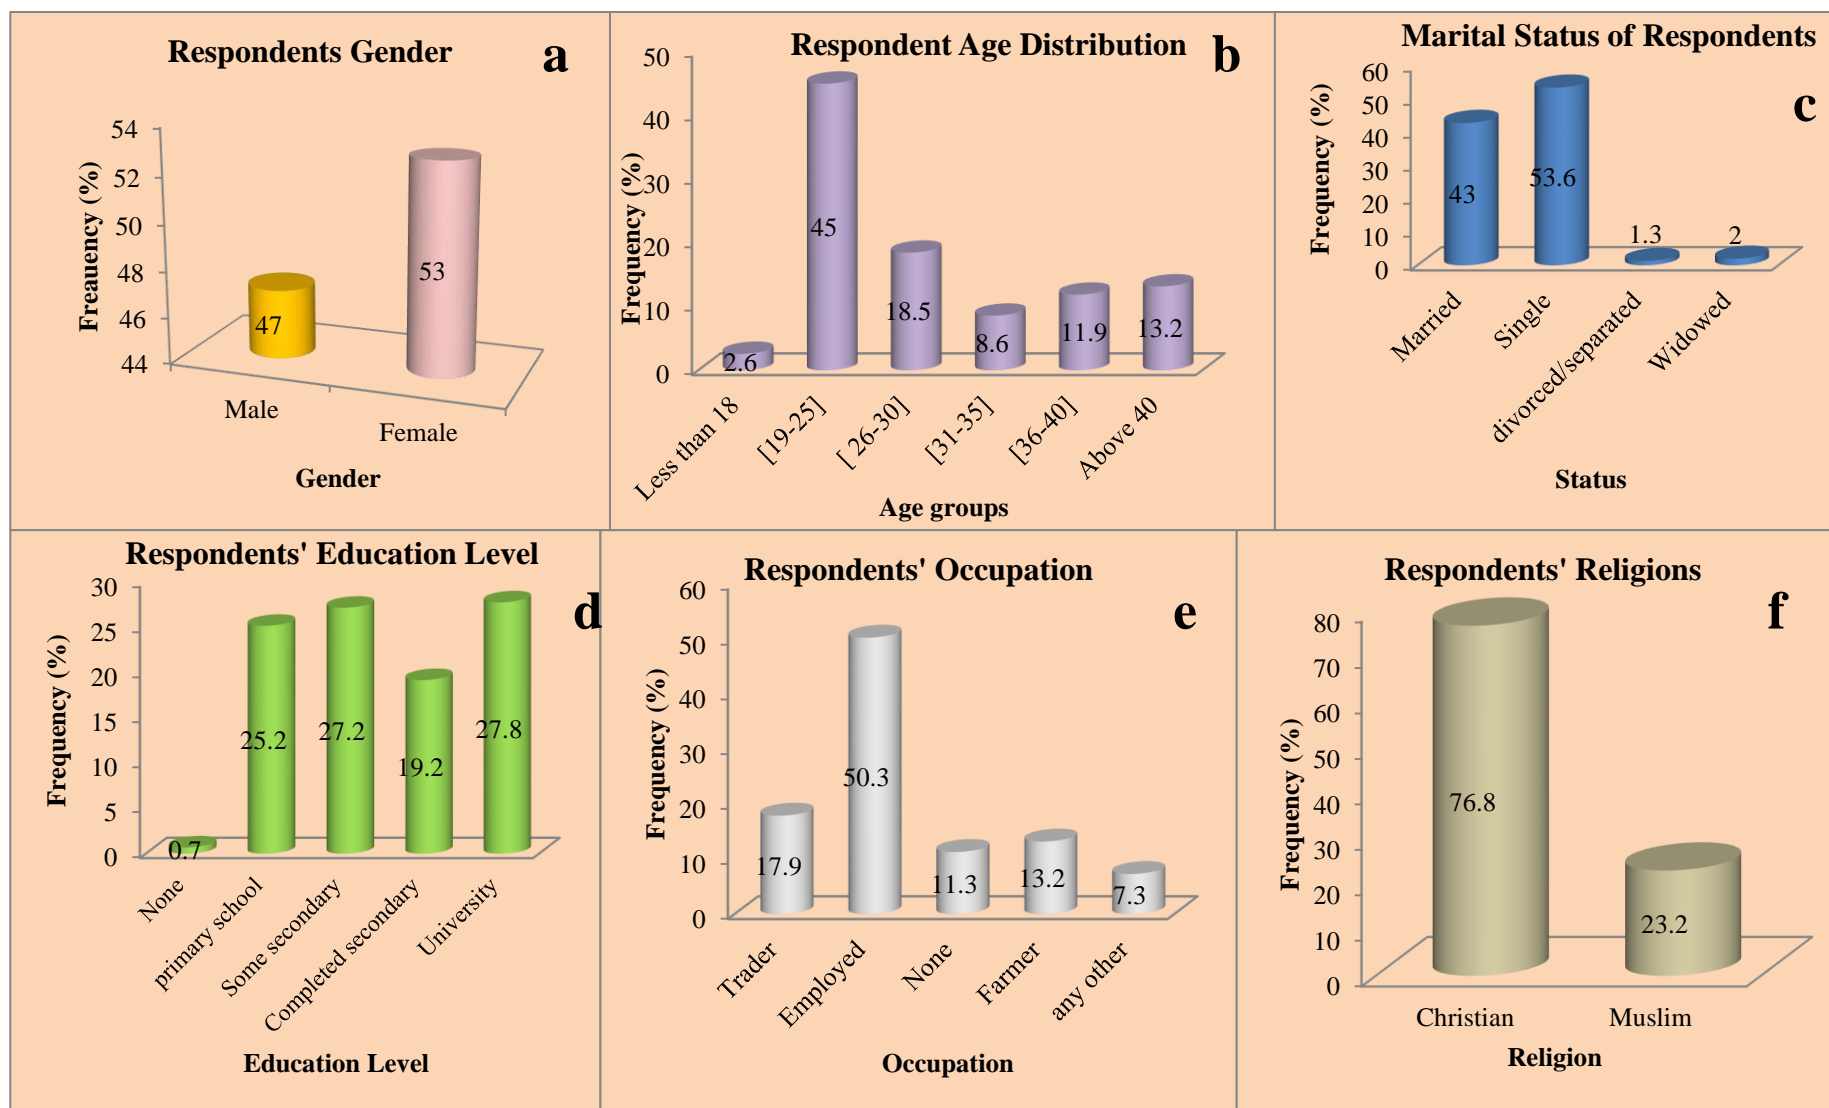 Respondents Gender
a
54
52
50
48
46
44
Freauency (%)
47
53
Male
Female
Gender
Respondent Age Distribution
b
50
40
30
20
10
0
Frequency (%)
2.6
45
18.5
8.6
11.9
13.2
Less than 18
[19-25]
[ 26-30]
[31-35]
[36-40]
Above 40
Age groups
Marital Status of Respondents
c
60
50
40
30
20
10
0
Frequency (%)
43
53.6
1.3
2
Married
Single
divorced/separated
Widowed
Status
Respondents' Education Level
d
30
25
20
15
10
5
0
Frequency (%)
0.7
25.2
27.2
19.2
27.8
None
primary school
Some secondary
Completed secondary
University
Education Level
Respondents' Occupation
e
60
50
40
30
20
10
0
Frequency (%)
17.9
50.3
11.3
13.2
7.3
Trader
Employed
None
Farmer
any other
Occupation
Respondents' Religions
f
80
70
60
50
40
30
20
10
0
Frequency (%)
76.8
23.2
Christian
Muslim
Religion